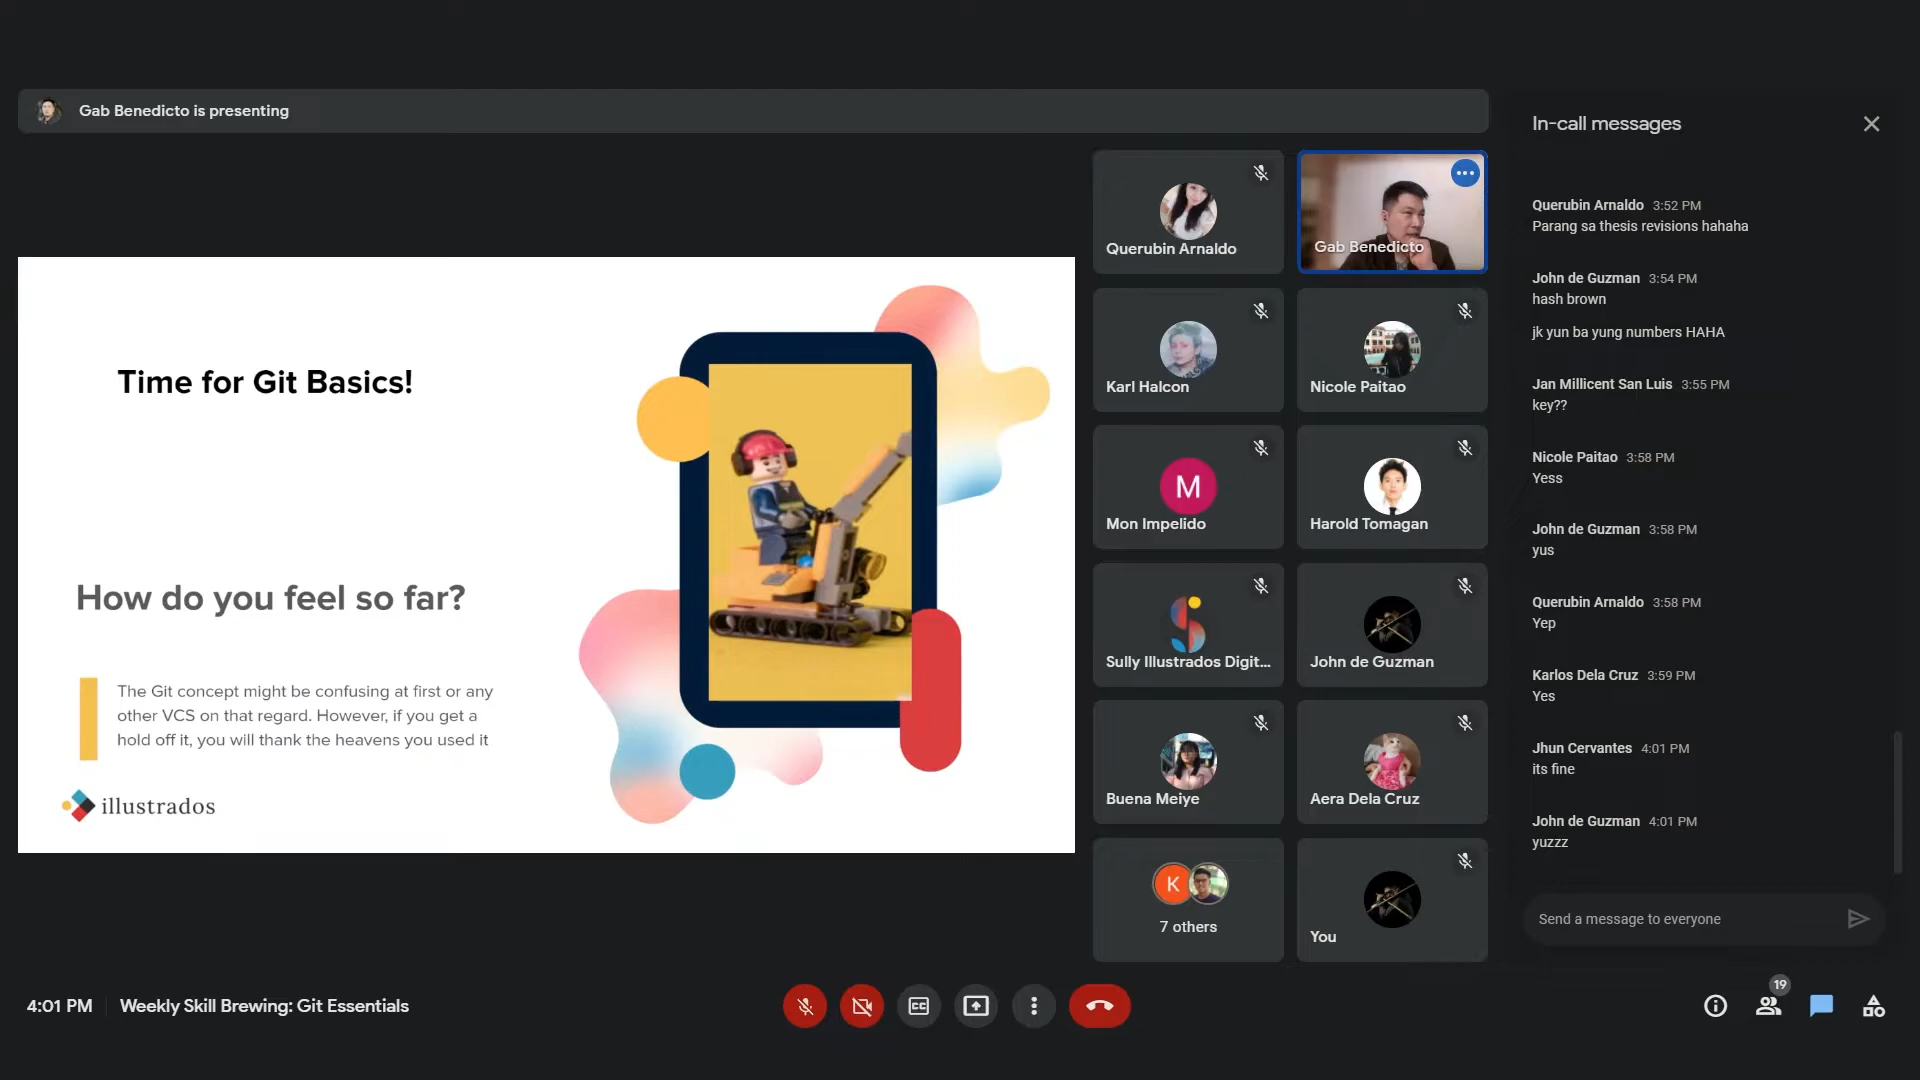 Gab Benedicto is presenting
Time for Git Basics!
How do you feel so far?
The Git concept might be confusing at first or any
other VCS on that regard. However, if you get a
hold off it, you will thank the heavens you used it
illustrados
Querubin Arnaldo
Gab Benedicto
Karl Halcon
Nicole Paitao
M
Mon Impelido
Harold Tomagan
Sully Illustrados Digit...
John de Guzman
Buena Meiye
Aera Dela Cruz
K
7 others
You
In-call messages
Querubin Arnaldo 3:52 PM
Parang sa thesis revisions hahaha
John de Guzman 3:54 PM
hash brown
jk yun ba yung numbers HAHA
Jan Millicent San Luis 3:55 PM
key??
Nicole Paitao 3:58 PM
Yess
John de Guzman 3:58 PM
yus
Querubin Arnaldo 3:58 PM
Yep
Karlos Dela Cruz 3:59 PM
Yes
Jhun Cervantes 4:01 PM
its fine
John de Guzman 4:01 PM
yuzzz
Send a message to everyone
4:01 PM Weekly Skill Brewing: Git Essentials
CC
19